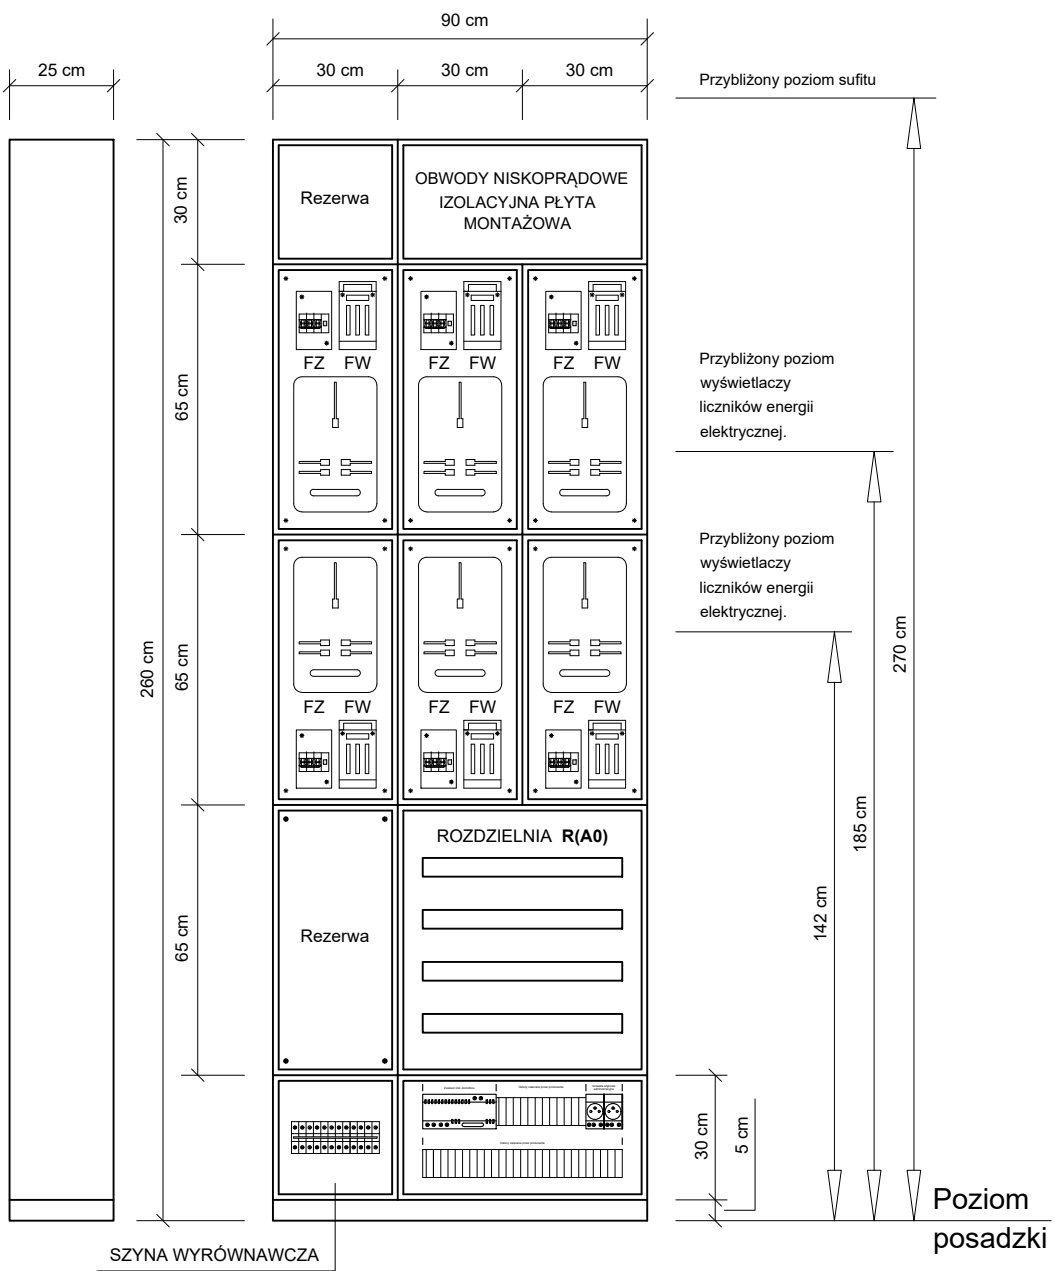 90 cm
25 cm
30 cm
30 cm
30 cm
Przybliżony poziom sufitu
30 cm
Rezerwa
OBWODY NISKOPRĄDOWE
IZOLACYJNA PŁYTA
MONTAŻOWA
65 cm
FZ FW
FZ FW
FZ FW
Przybliżony poziom
wyświetlaczy
liczników energii
elektrycznej.
Przybliżony poziom
wyświetlaczy
liczników energii
elektrycznej.
260 cm
65 cm
270 cm
FZ FW
FZ FW
FZ FW
185 cm
142 cm
65 cm
Rezerwa
ROZDZIELNIA R(A0)
30 cm
5 cm
Poziom
posadzki
SZYNA WYRÓWNAWCZA